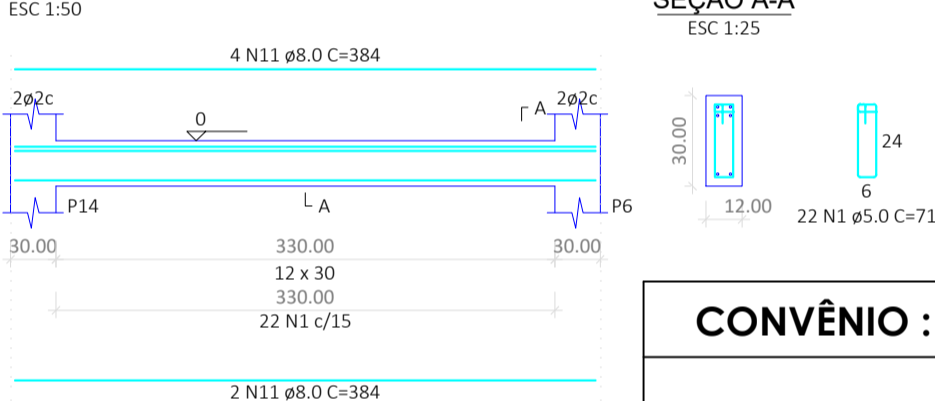 ESC 1:50
SEÇÃO A-A
ESC 1:25
4 N11 ø8.0 C=384
2ø2c
0
A
2ø2c
P14
A
P6
30.00
330.00
30.00
12 x 30
330.00
22 N1 c/15
2 N11 ø8.0 C=384
30.00
12.00
24
6
22 N1 ø5.0 C=71
CONVÊNIO :